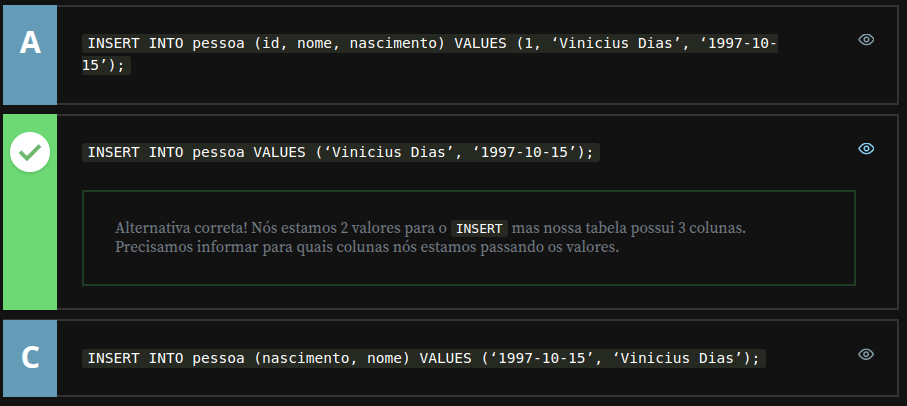 A
INSERT INTO pessoa (id, nome, nascimento) VALUES (1, ‘Vinicius Dias’, ‘1997-10-
15’);
INSERT INTO pessoa VALUES (‘Vinicius Dias’, ‘1997-10-15’);
Alternativa correta! Nós estamos 2 valores para o INSERT mas nossa tabela possui 3 colunas.
Precisamos informar para quais colunas nós estamos passando os valores.
C
INSERT INTO pessoa (nascimento, nome) VALUES (‘1997-10-15’, ‘Vinicius Dias’);